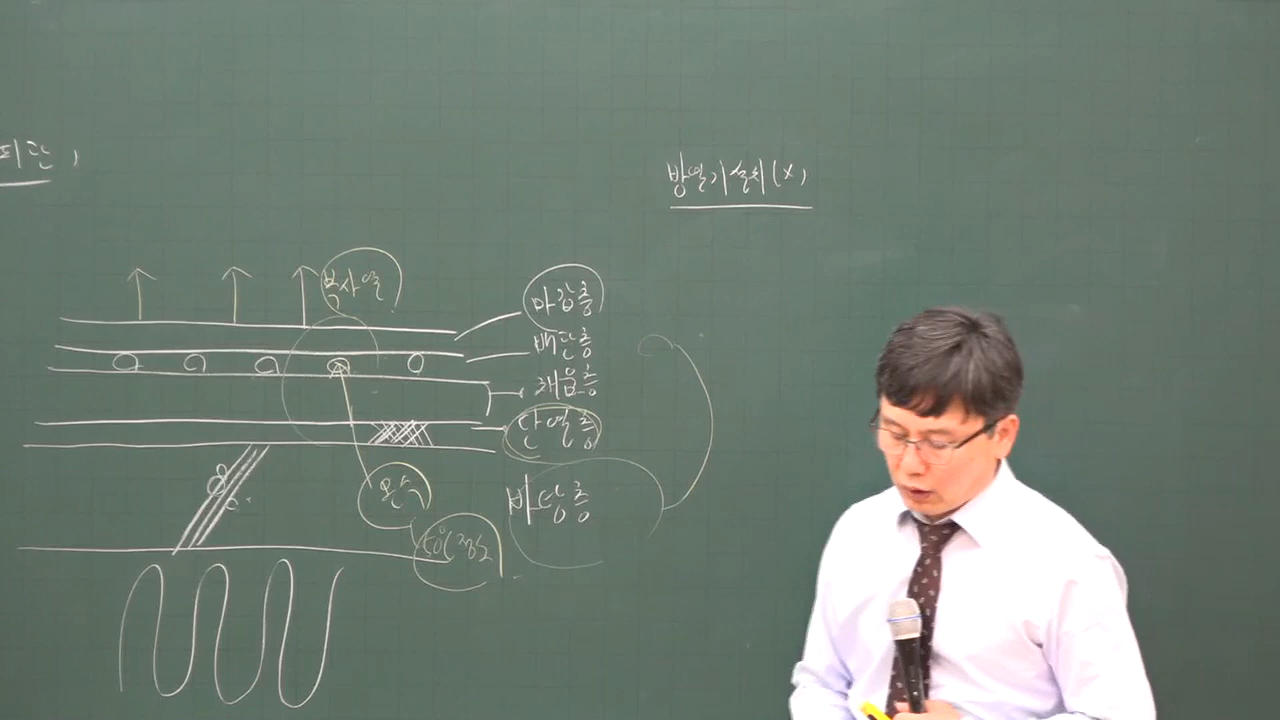 방열기설치(x)
복사열
마감층
배관층
채움층
단열층
온수
바탕층